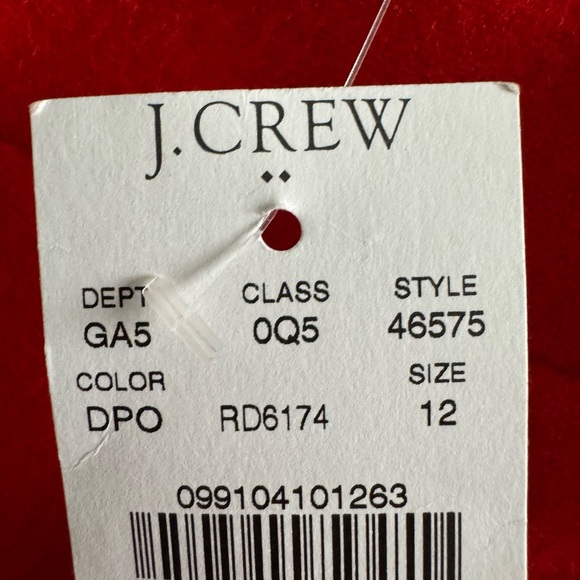 J.CREW
DEPT CLASS STYLE
GA5 0Q5 46575
COLOR SIZE
DPO RD6174 12
099104101263